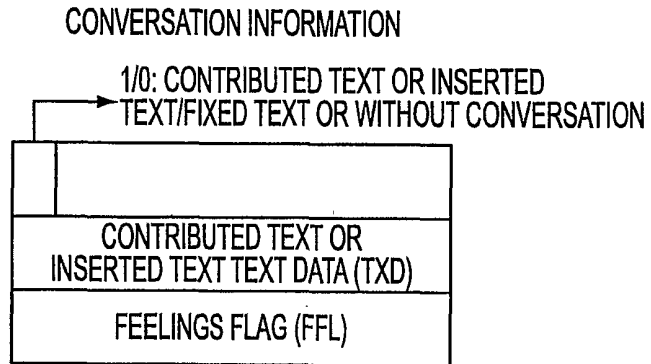 CONVERSATION INFORMATION
1/0: CONTRIBUTED TEXT OR INSERTED
TEXT/FIXED TEXT OR WITHOUT CONVERSATION
CONTRIBUTED TEXT OR
INSERTED TEXT TEXT DATA (TXD)
FEELINGS FLAG (FFL)